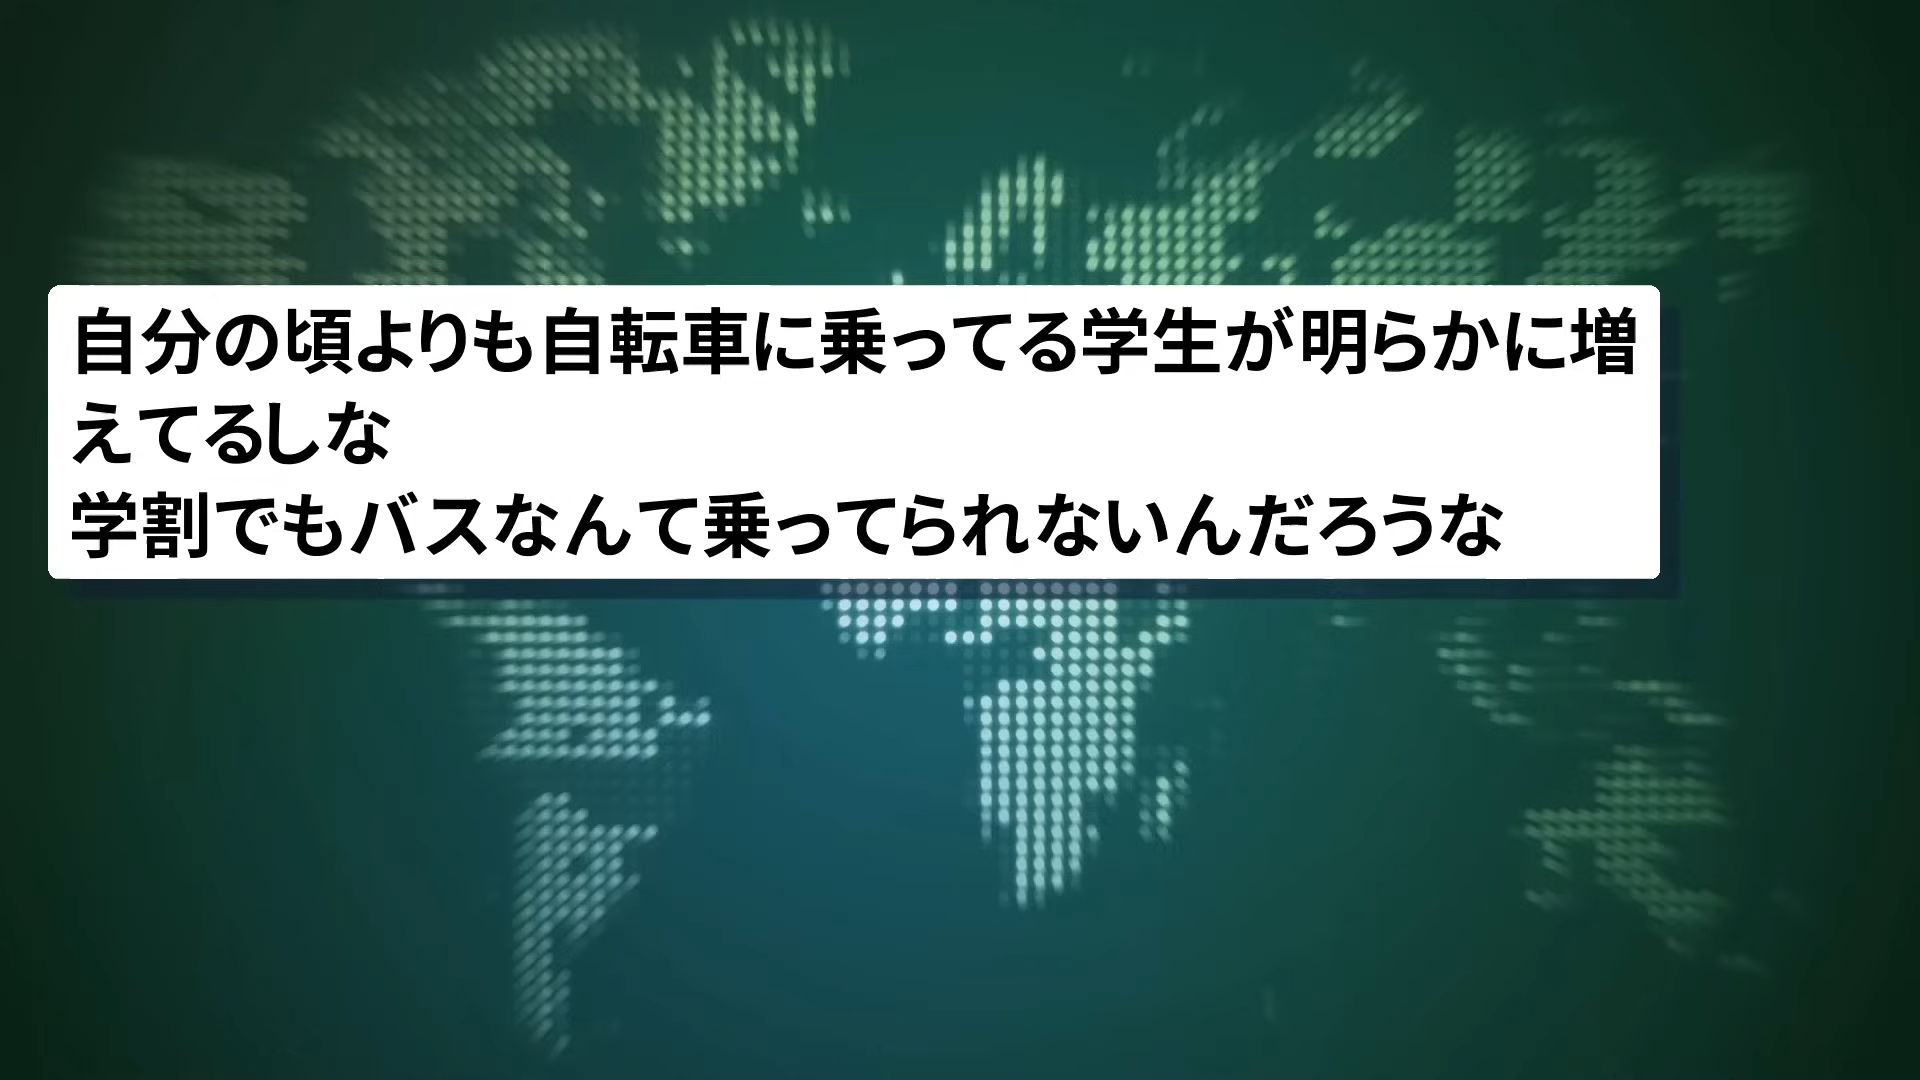 自分の頃よりも自転車に乗ってる学生が明らかに増
えてるしな
学割でもバスなんて乗ってられないんだろうな